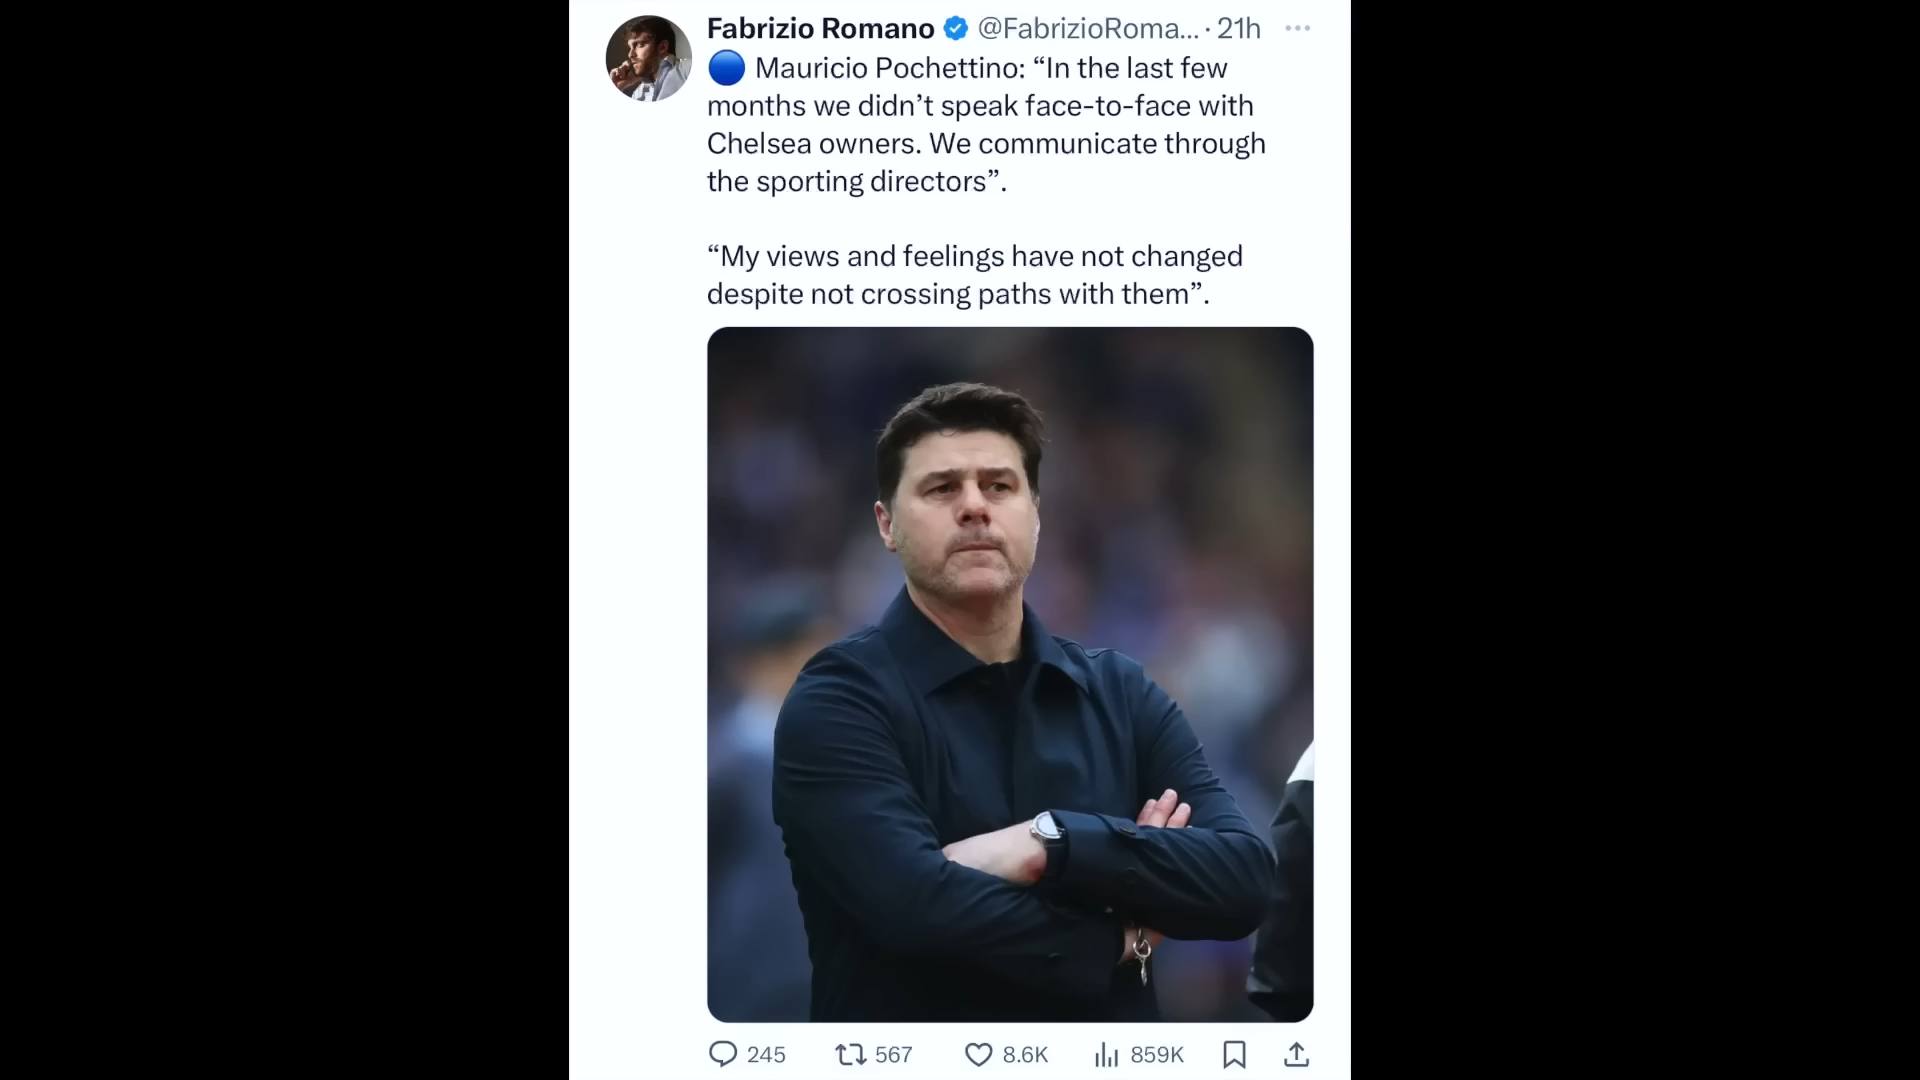 Fabrizio Romano @FabrizioRoma... · 21h
🔵 Mauricio Pochettino: “In the last few
months we didn’t speak face-to-face with
Chelsea owners. We communicate through
the sporting directors”.
“My views and feelings have not changed
despite not crossing paths with them”.
245 567 8.6K 859K